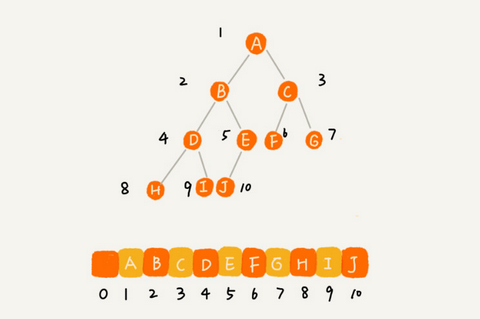 1
A
2 B C 3
4 D 5 E F 6 G 7
8 H 9 I J 10
A B C D E F G H I J
0 1 2 3 4 5 6 7 8 9 10